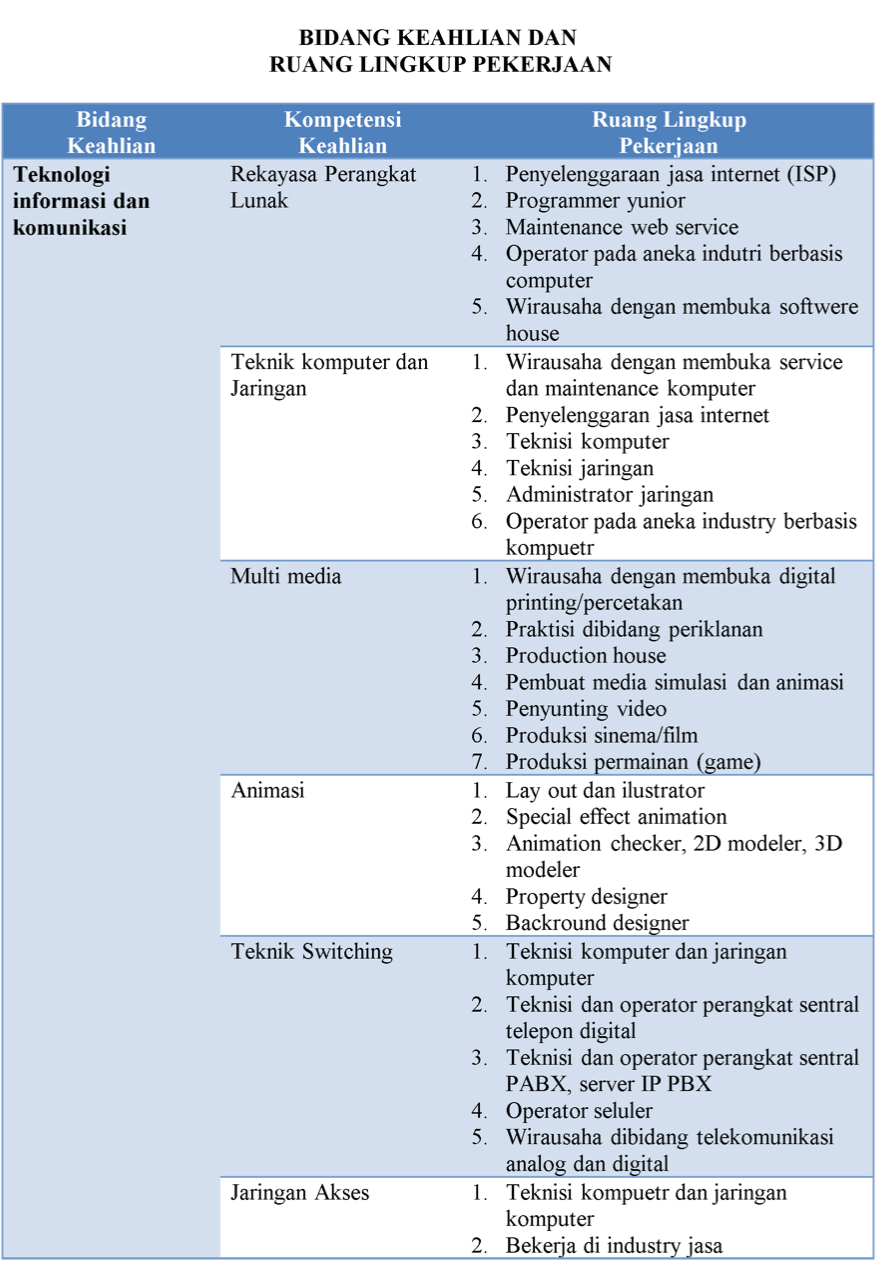 BIDANG KEAHLIAN DAN
RUANG LINGKUP PEKERJAAN
Bidang Keahlian
Kompetensi Keahlian
Ruang Lingkup Pekerjaan
Teknologi
informasi dan
komunikasi
Rekayasa Perangkat
Lunak
1. Penyelenggaraan jasa internet (ISP)
2. Programmer yunior
3. Maintenance web service
4. Operator pada aneka indutri berbasis
computer
5. Wirausaha dengan membuka softwere
house
Teknik komputer dan
Jaringan
1. Wirausaha dengan membuka service
dan maintenance komputer
2. Penyelenggaran jasa internet
3. Teknisi komputer
4. Teknisi jaringan
5. Administrator jaringan
6. Operator pada aneka industry berbasis
kompuetr
Multi media
1. Wirausaha dengan membuka digital
printing/percetakan
2. Praktisi dibidang periklanan
3. Production house
4. Pembuat media simulasi dan animasi
5. Penyunting video
6. Produksi sinema/film
7. Produksi permainan (game)
Animasi
1. Lay out dan ilustrator
2. Special effect animation
3. Animation checker, 2D modeler, 3D
modeler
4. Property designer
5. Backround designer
Teknik Switching
1. Teknisi komputer dan jaringan
komputer
2. Teknisi dan operator perangkat sentral
telepon digital
3. Teknisi dan operator perangkat sentral
PABX, server IP PBX
4. Operator seluler
5. Wirausaha dibidang telekomunikasi
analog dan digital
Jaringan Akses
1. Teknisi kompuetr dan jaringan
komputer
2. Bekerja di industry jasa